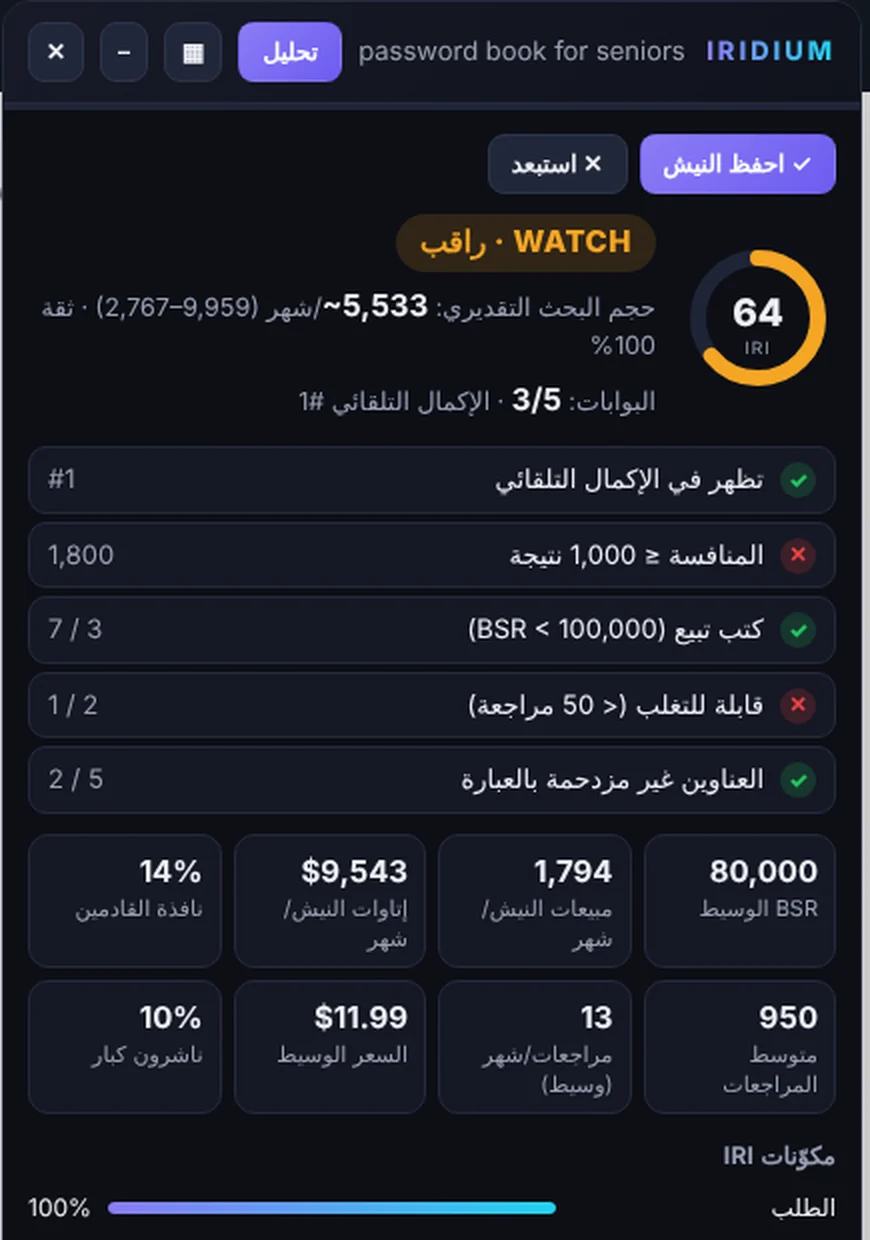 IRIDIUM password book for seniors تحليل ▦ – ✕
✓ احفظ النيش ✕ استبعد
WATCH · راقب
64
IRI
حجم البحث التقديري: ~5,533/شهر (2,767–9,959) · ثقة
100%
البوابات: 3/5 · الإكمال التلقائي #1
تظهر في الإكمال التلقائي #1
المنافسة ≤ 1,000 نتيجة 1,800
كتب تبيع (BSR < 100,000) 7 / 3
قابلة للتغلب (< 50 مراجعة) 1 / 2
العناوين غير مزدحمة بالعبارة 2 / 5
80,000 1,794 $9,543 14%
BSR الوسيط مبيعات النيش/ إتاوات النيش/ نافذة القادمين
شهر شهر
950 13 $11.99 10%
متوسط مراجعات/شهر السعر الوسيط ناشرون كبار
المراجعات (وسيط)
مكوّنات IRI
الطلب 100%